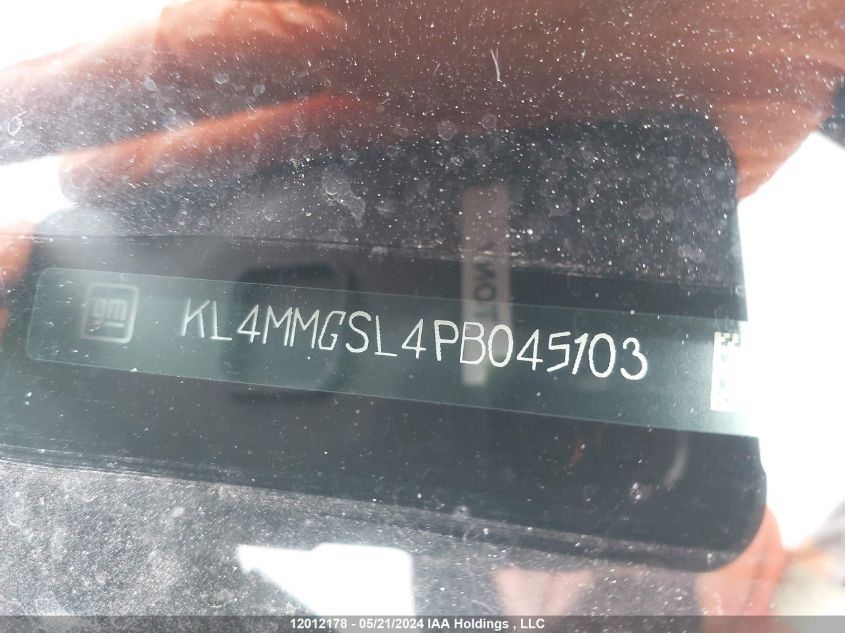 gm KL4MMGSL4PB045103
12012178 - 05/21/2024 IAA Holdings , LLC